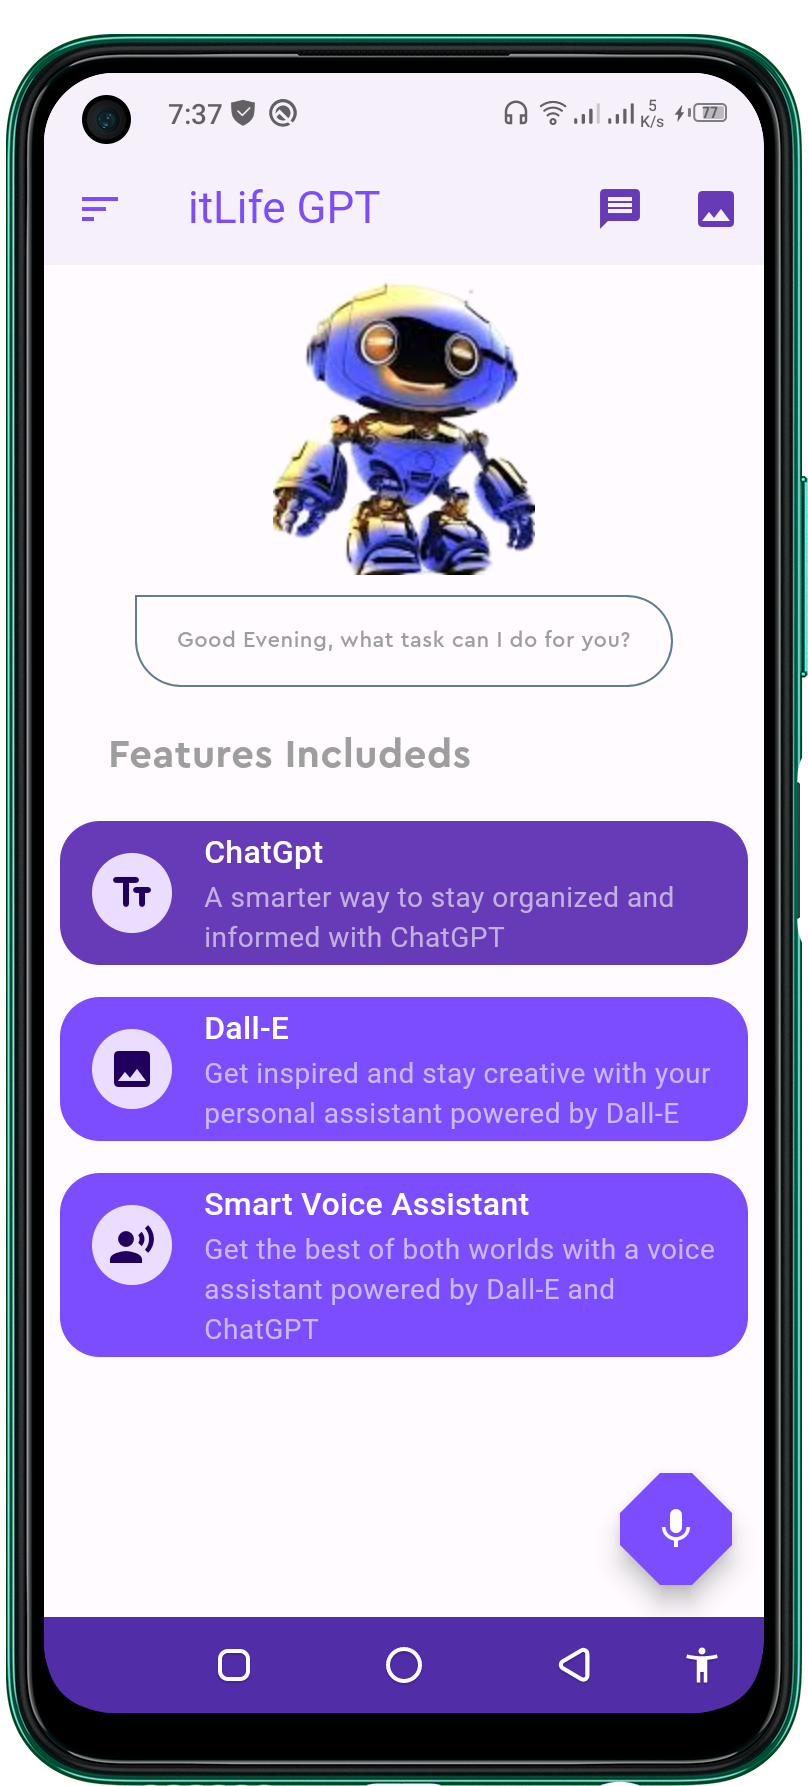 7:37
5
K/s
77
itLife GPT
Good Evening, what task can I do for you?
Features Includeds
ChatGpt
A smarter way to stay organized and
informed with ChatGPT
Dall-E
Get inspired and stay creative with your
personal assistant powered by Dall-E
Smart Voice Assistant
Get the best of both worlds with a voice
assistant powered by Dall-E and
ChatGPT